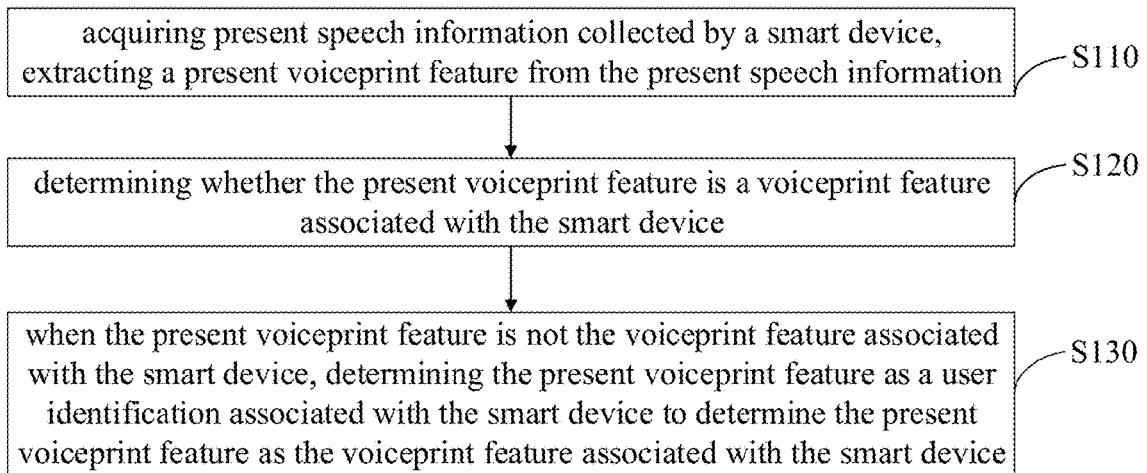 acquiring present speech information collected by a smart device,
extracting a present voiceprint feature from the present speech information
S110
determining whether the present voiceprint feature is a voiceprint feature
associated with the smart device
S120
when the present voiceprint feature is not the voiceprint feature associated
with the smart device, determining the present voiceprint feature as a user
identification associated with the smart device to determine the present
voiceprint feature as the voiceprint feature associated with the smart device
S130